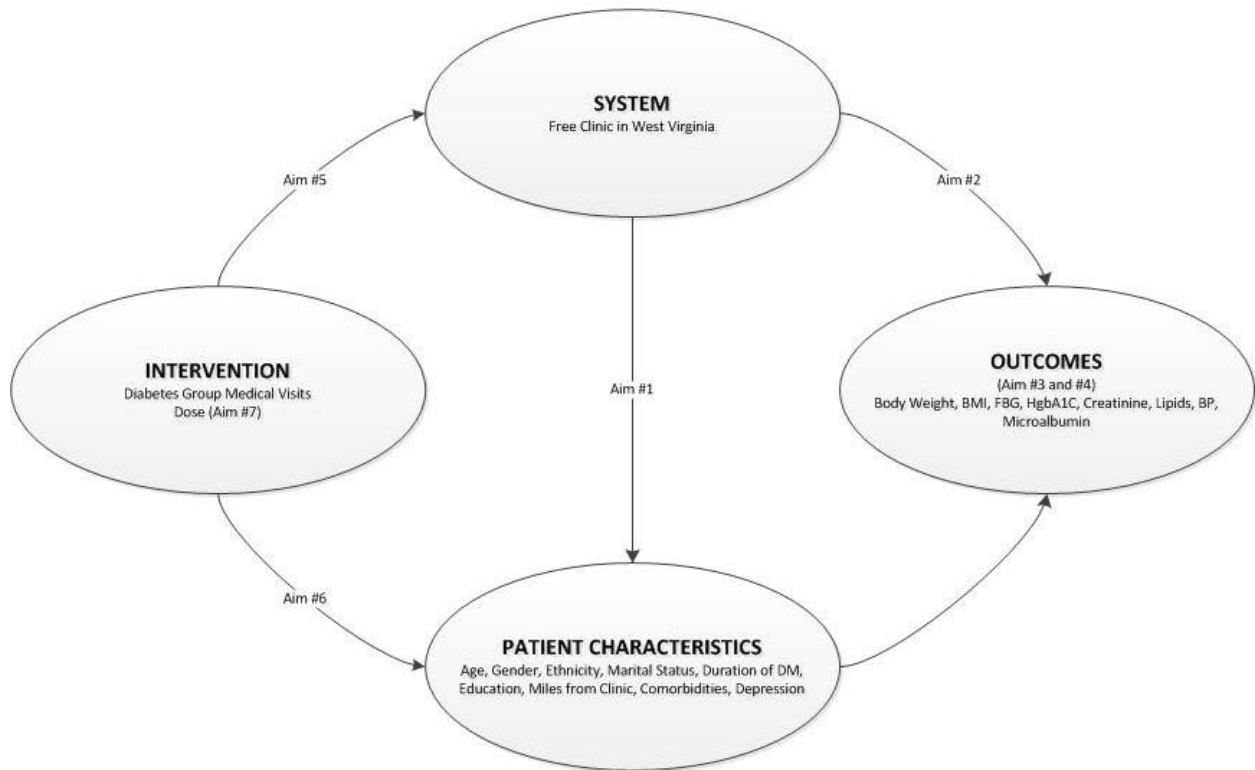 SYSTEM
Free Clinic in West Virginia
Aim #5
Aim #2
INTERVENTION
Diabetes Group Medical Visits
Dose (Aim #7)
Aim #1
OUTCOMES
(Aim #3 and #4)
Body Weight, BMI, FBG, HgbA1C, Creatinine, Lipids, BP,
Microalbumin
Aim #6
PATIENT CHARACTERISTICS
Age, Gender, Ethnicity, Marital Status, Duration of DM,
Education, Miles from Clinic, Comorbidities, Depression